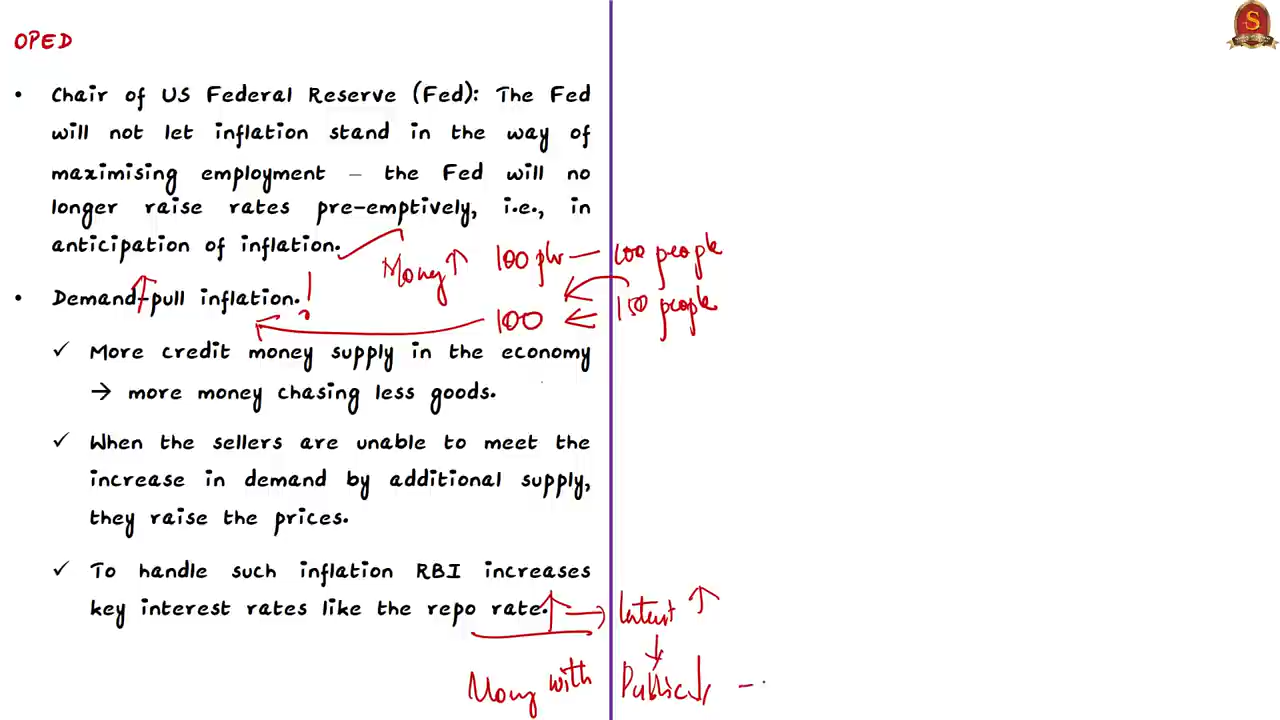 OPED
• Chair of US Federal Reserve (Fed): The Fed
will not let inflation stand in the way of
maximising employment – the Fed will no
longer raise rates pre-emptively, i.e., in
anticipation of inflation.
Money ↑ 100 – 100 people
• Demand-pull inflation. !
150 people
100
✓ More credit money supply in the economy
→ more money chasing less goods.
✓ When the sellers are unable to meet the
increase in demand by additional supply,
they raise the prices.
✓ To handle such inflation RBI increases
key interest rates like the repo rate. ↑ →
↑
Money with Public ↓
S